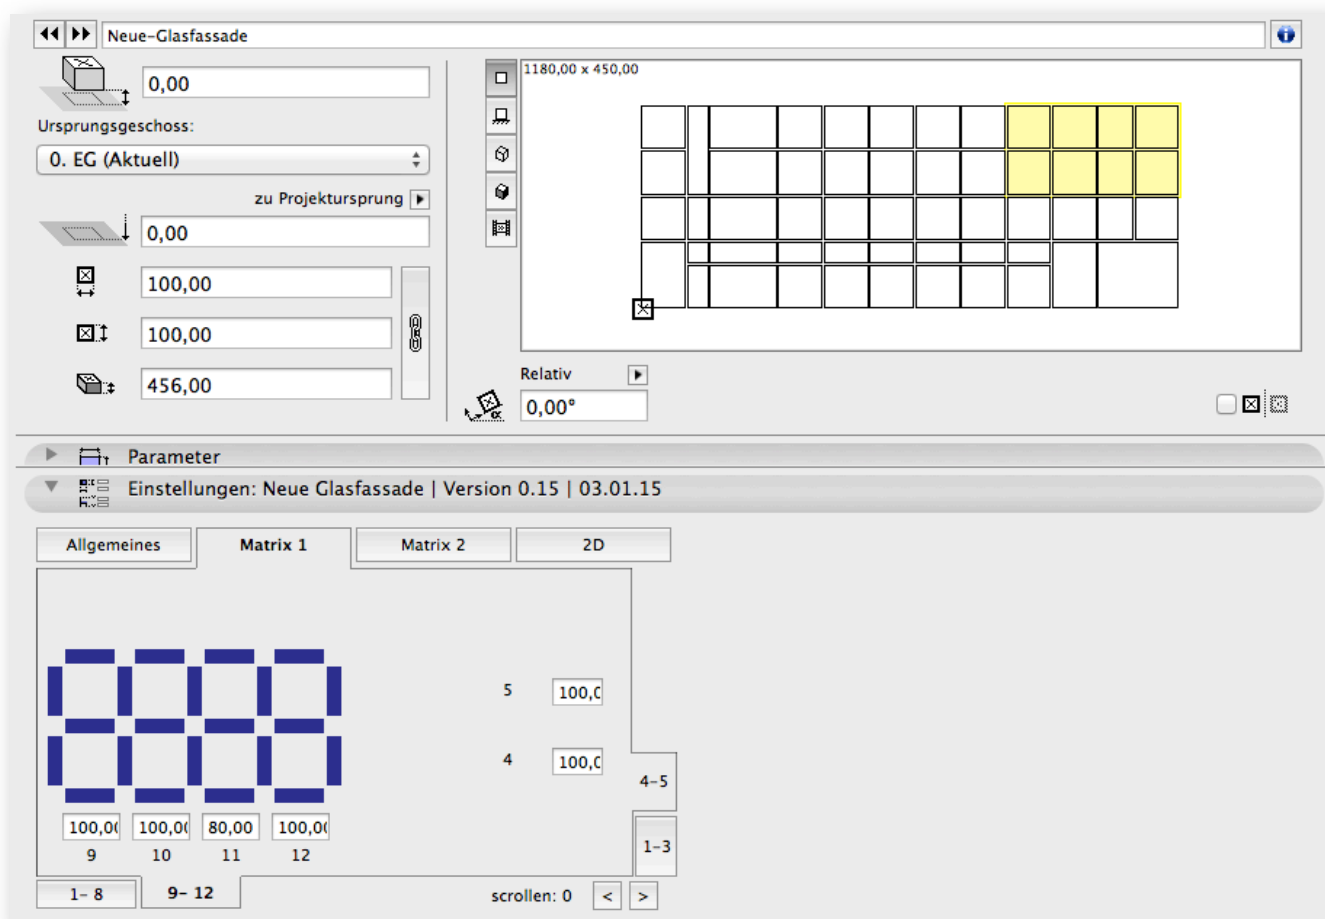 Neue-Glasfassade
0,00
Ursprungsgeschoss:
0. EG (Aktuell)
zu Projektursprung
0,00
100,00
100,00
456,00
1180,00 x 450,00
Relativ
0,00°
Parameter
Einstellungen: Neue Glasfassade | Version 0.15 | 03.01.15
Allgemeines Matrix 1 Matrix 2 2D
5 100,0
4 100,0
4-5
100,00 100,00 80,00 100,00
9 10 11 12
1-3
1- 8 9- 12 scrollen: 0 < >